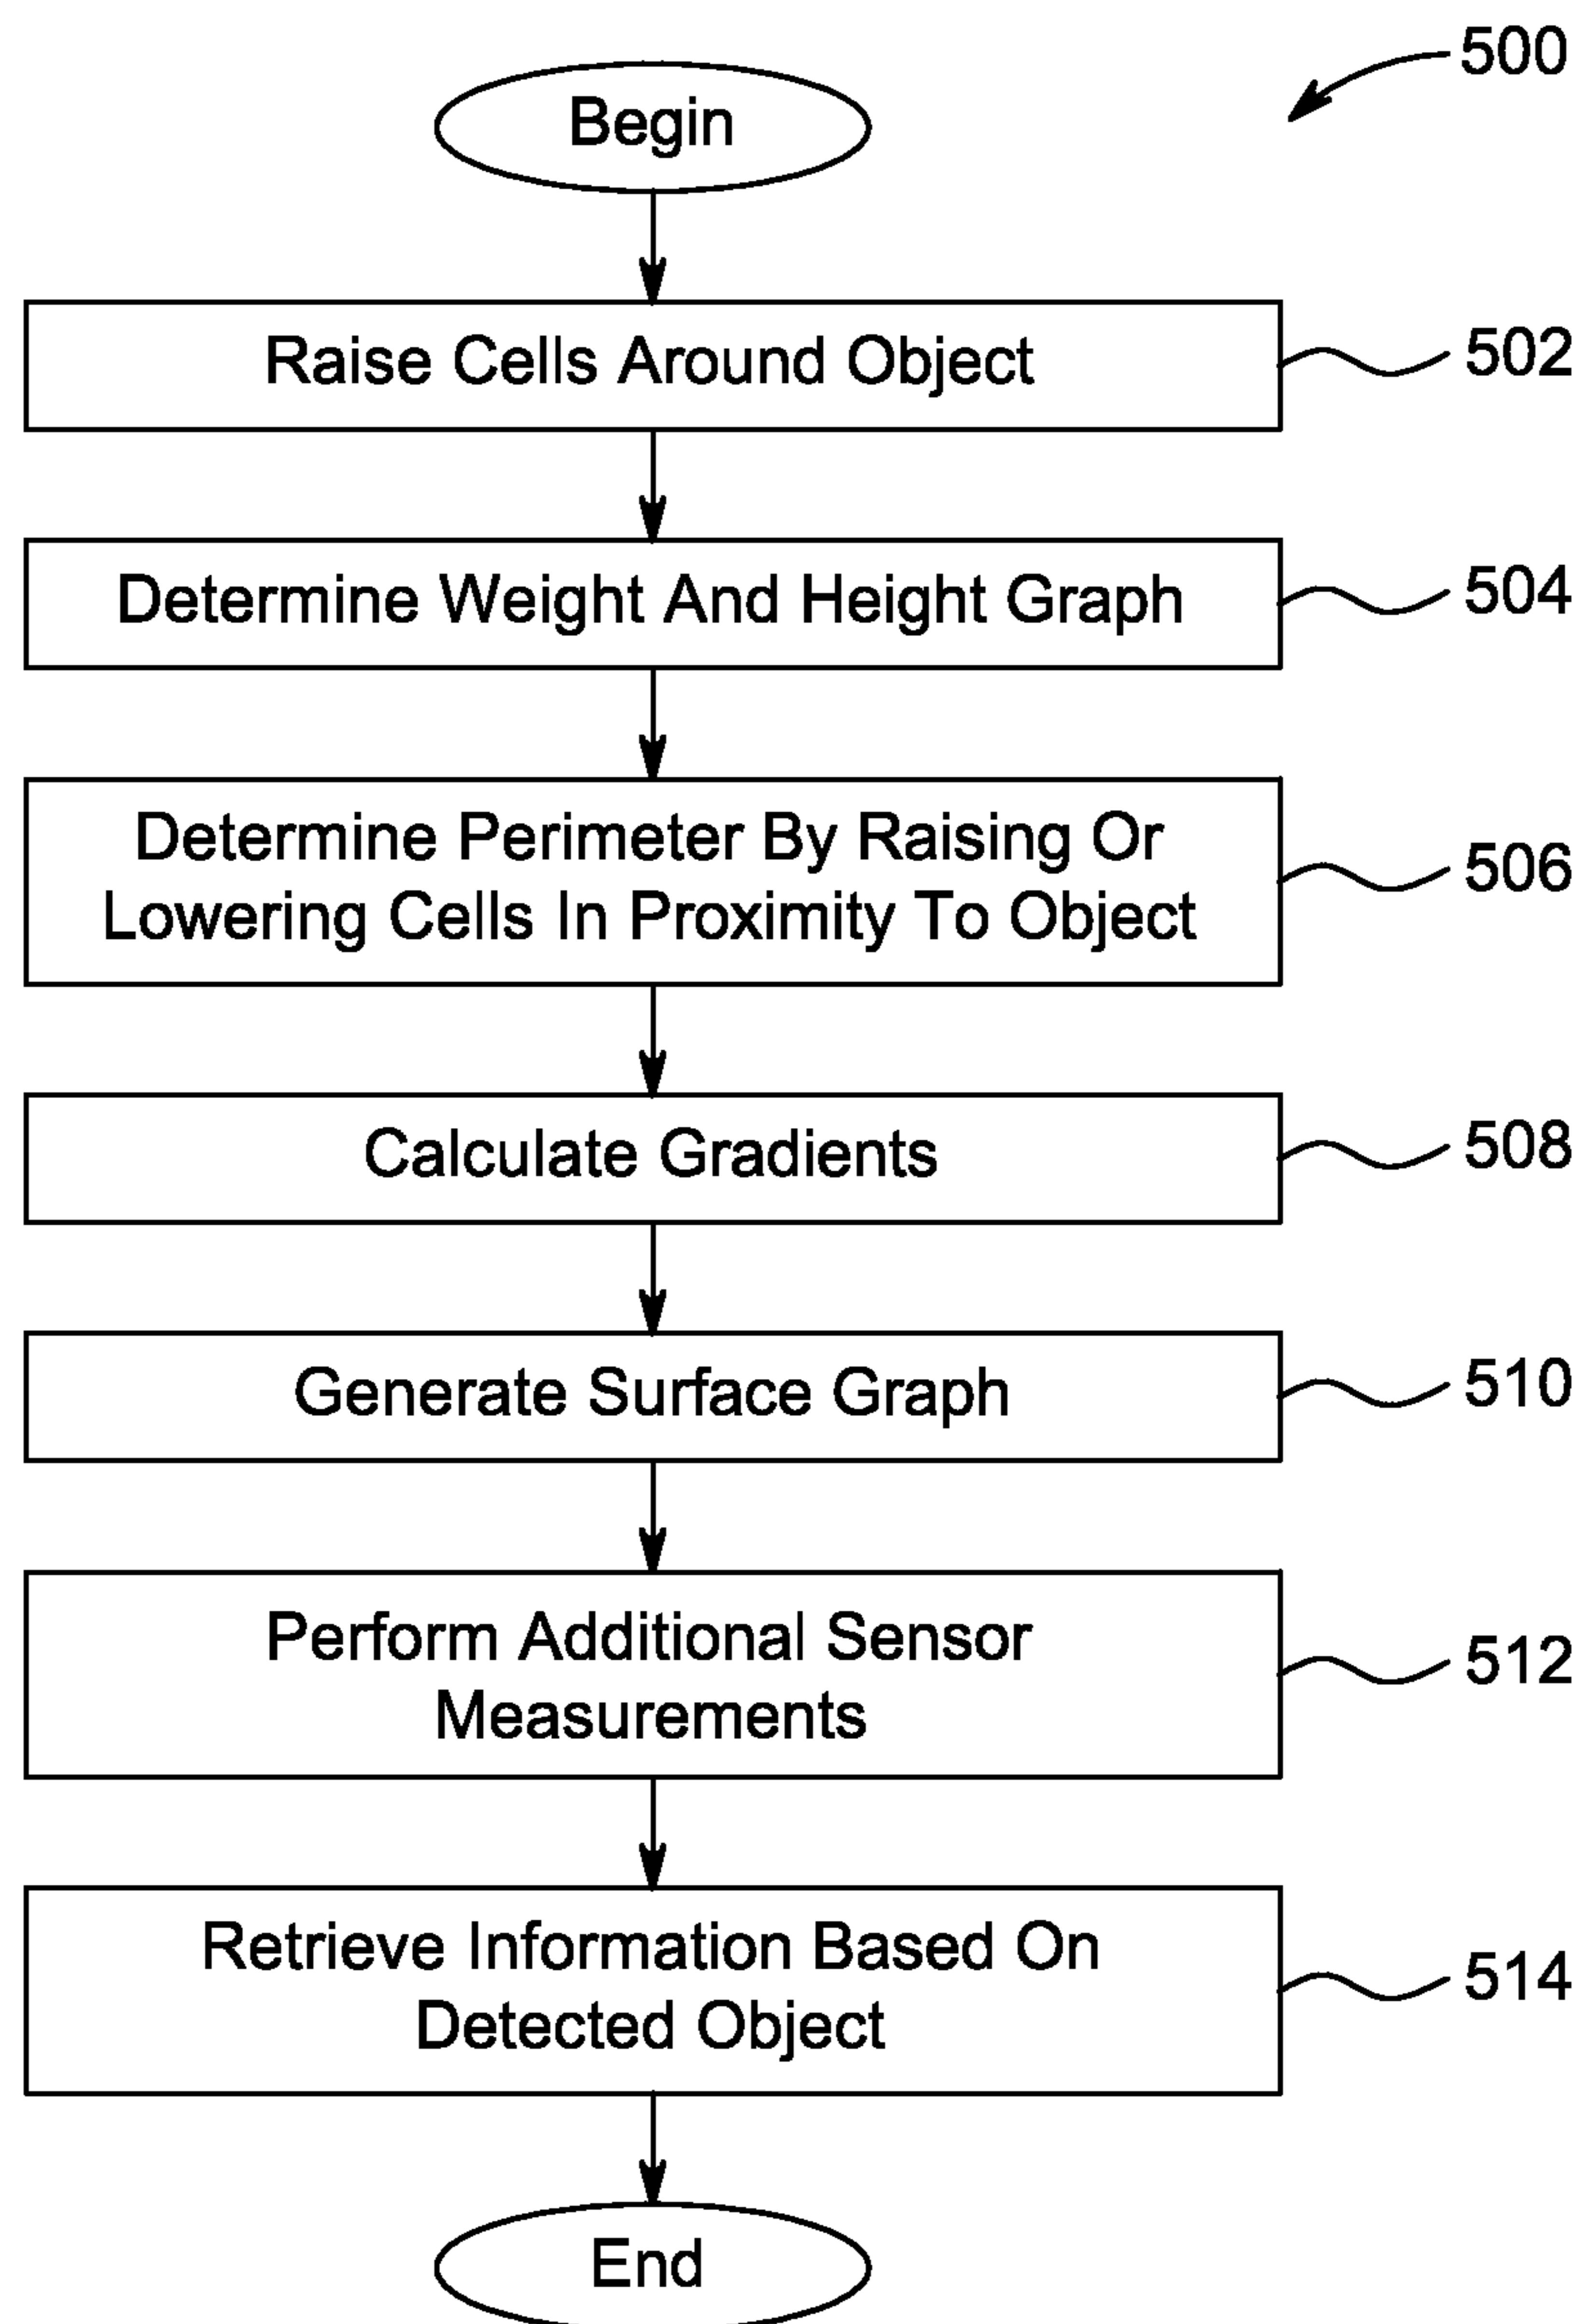 500
Begin
Raise Cells Around Object
502
Determine Weight And Height Graph
504
Determine Perimeter By Raising Or
Lowering Cells In Proximity To Object
506
Calculate Gradients
508
Generate Surface Graph
510
Perform Additional Sensor
Measurements
512
Retrieve Information Based On
Detected Object
514
End